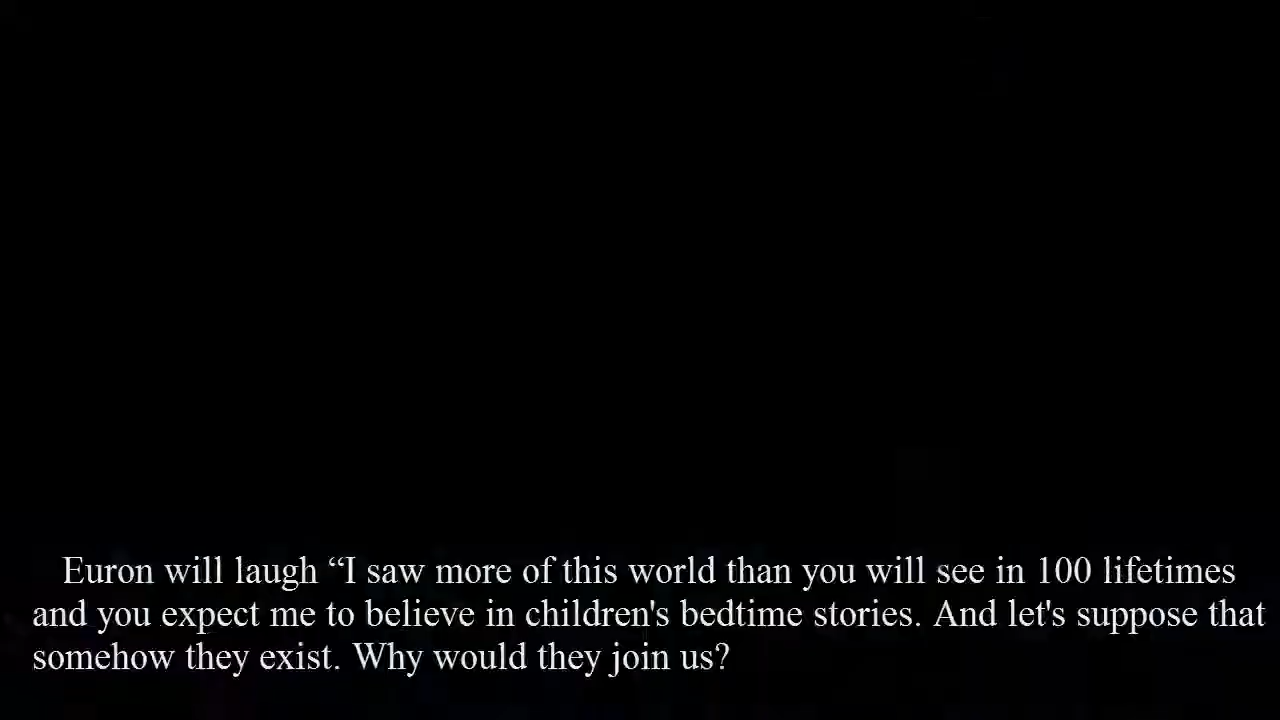 Euron will laugh “I saw more of this world than you will see in 100 lifetimes
and you expect me to believe in children's bedtime stories. And let's suppose that
somehow they exist. Why would they join us?